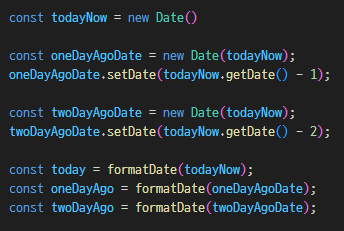 const todayNow = new Date()
const oneDayAgoDate = new Date(todayNow);
oneDayAgoDate.setDate(todayNow.getDate() - 1);
const twoDayAgoDate = new Date(todayNow);
twoDayAgoDate.setDate(todayNow.getDate() - 2);
const today = formatDate(todayNow);
const oneDayAgo = formatDate(oneDayAgoDate);
const twoDayAgo = formatDate(twoDayAgoDate);